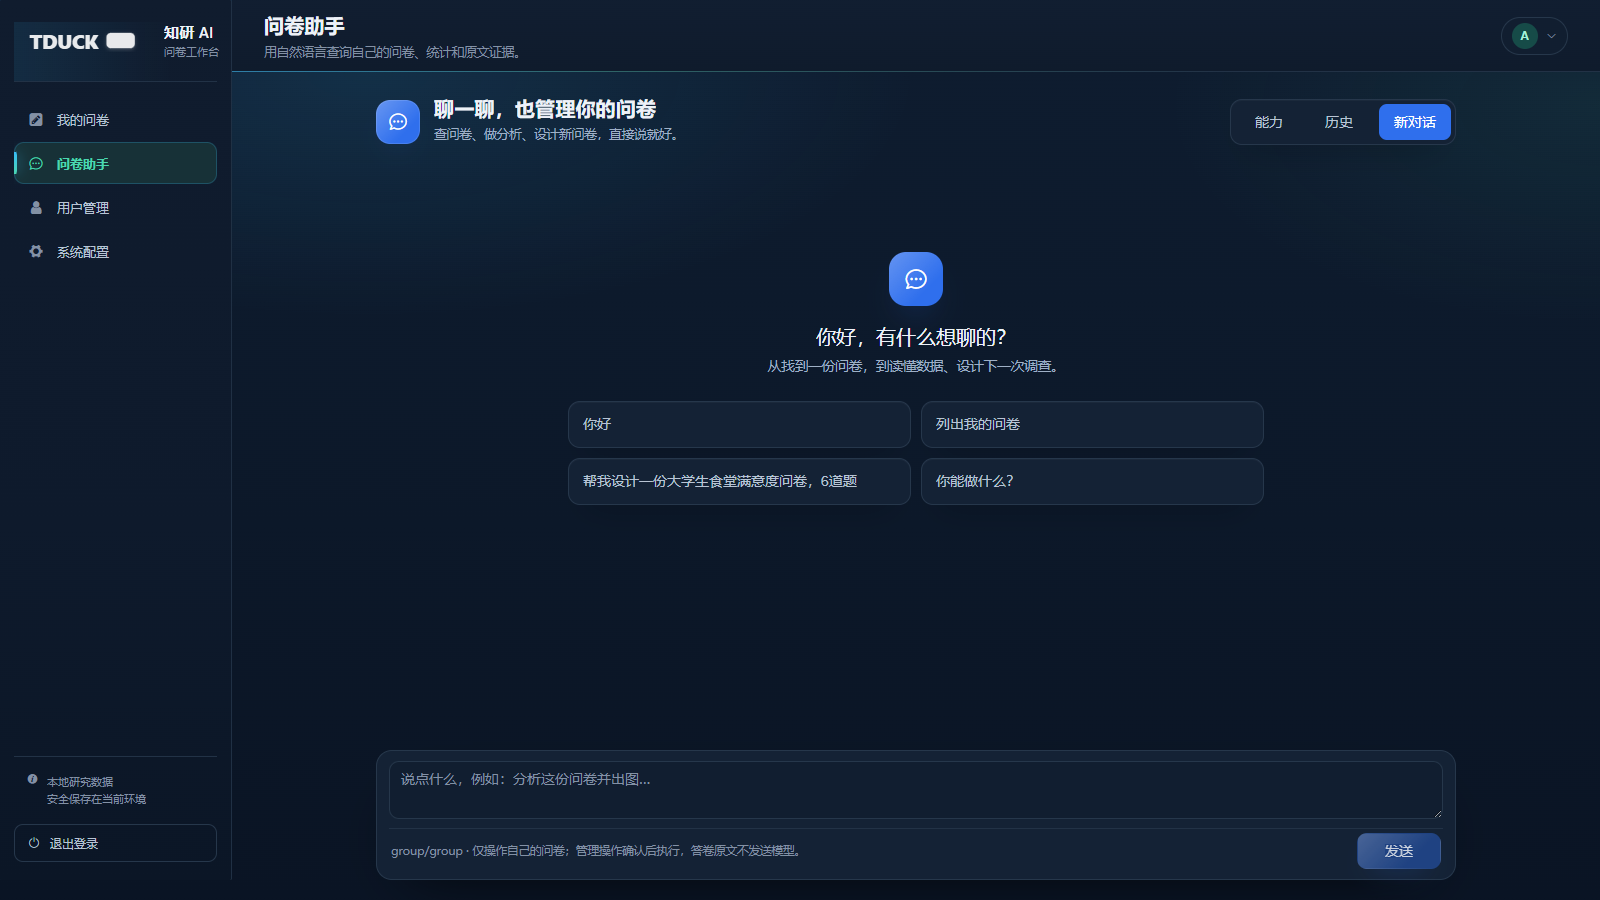 TDUCK
知研 AI
问卷工作台
我的问卷
问卷助手
用户管理
系统配置
本地研究数据
安全保存在当前环境
退出登录
问卷助手
用自然语言查询自己的问卷、统计和原文证据。
A
聊一聊，也管理你的问卷
查问卷、做分析、设计新问卷，直接说就好。
能力
历史
新对话
你好，有什么想聊的？
从找到一份问卷，到读懂数据、设计下一次调查。
你好
列出我的问卷
帮我设计一份大学生食堂满意度问卷，6道题
你能做什么？
说点什么，例如：分析这份问卷并出图...
group/group · 仅操作自己的问卷；管理操作确认后执行，答卷原文不发送模型。
发送